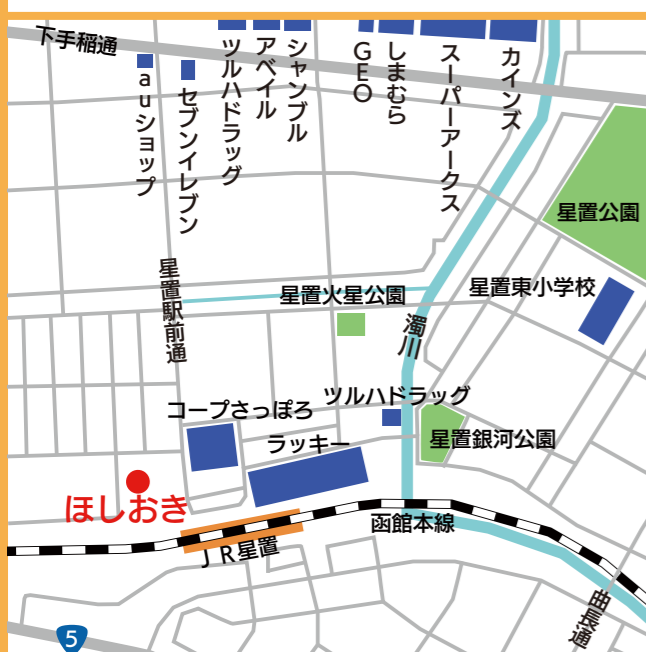 下手稲通
auショップ
セブンイレブン
ツルハドラッグ
アベイル
シャンブル
GEO
しまむら
スーパーアークス
カインズ
星置公園
星置東小学校
星置駅前通
星置火星公園
濁川
ツルハドラッグ
コープさっぽろ
ラッキー
星置銀河公園
ほしおき
JR星置
函館本線
曲長通
5